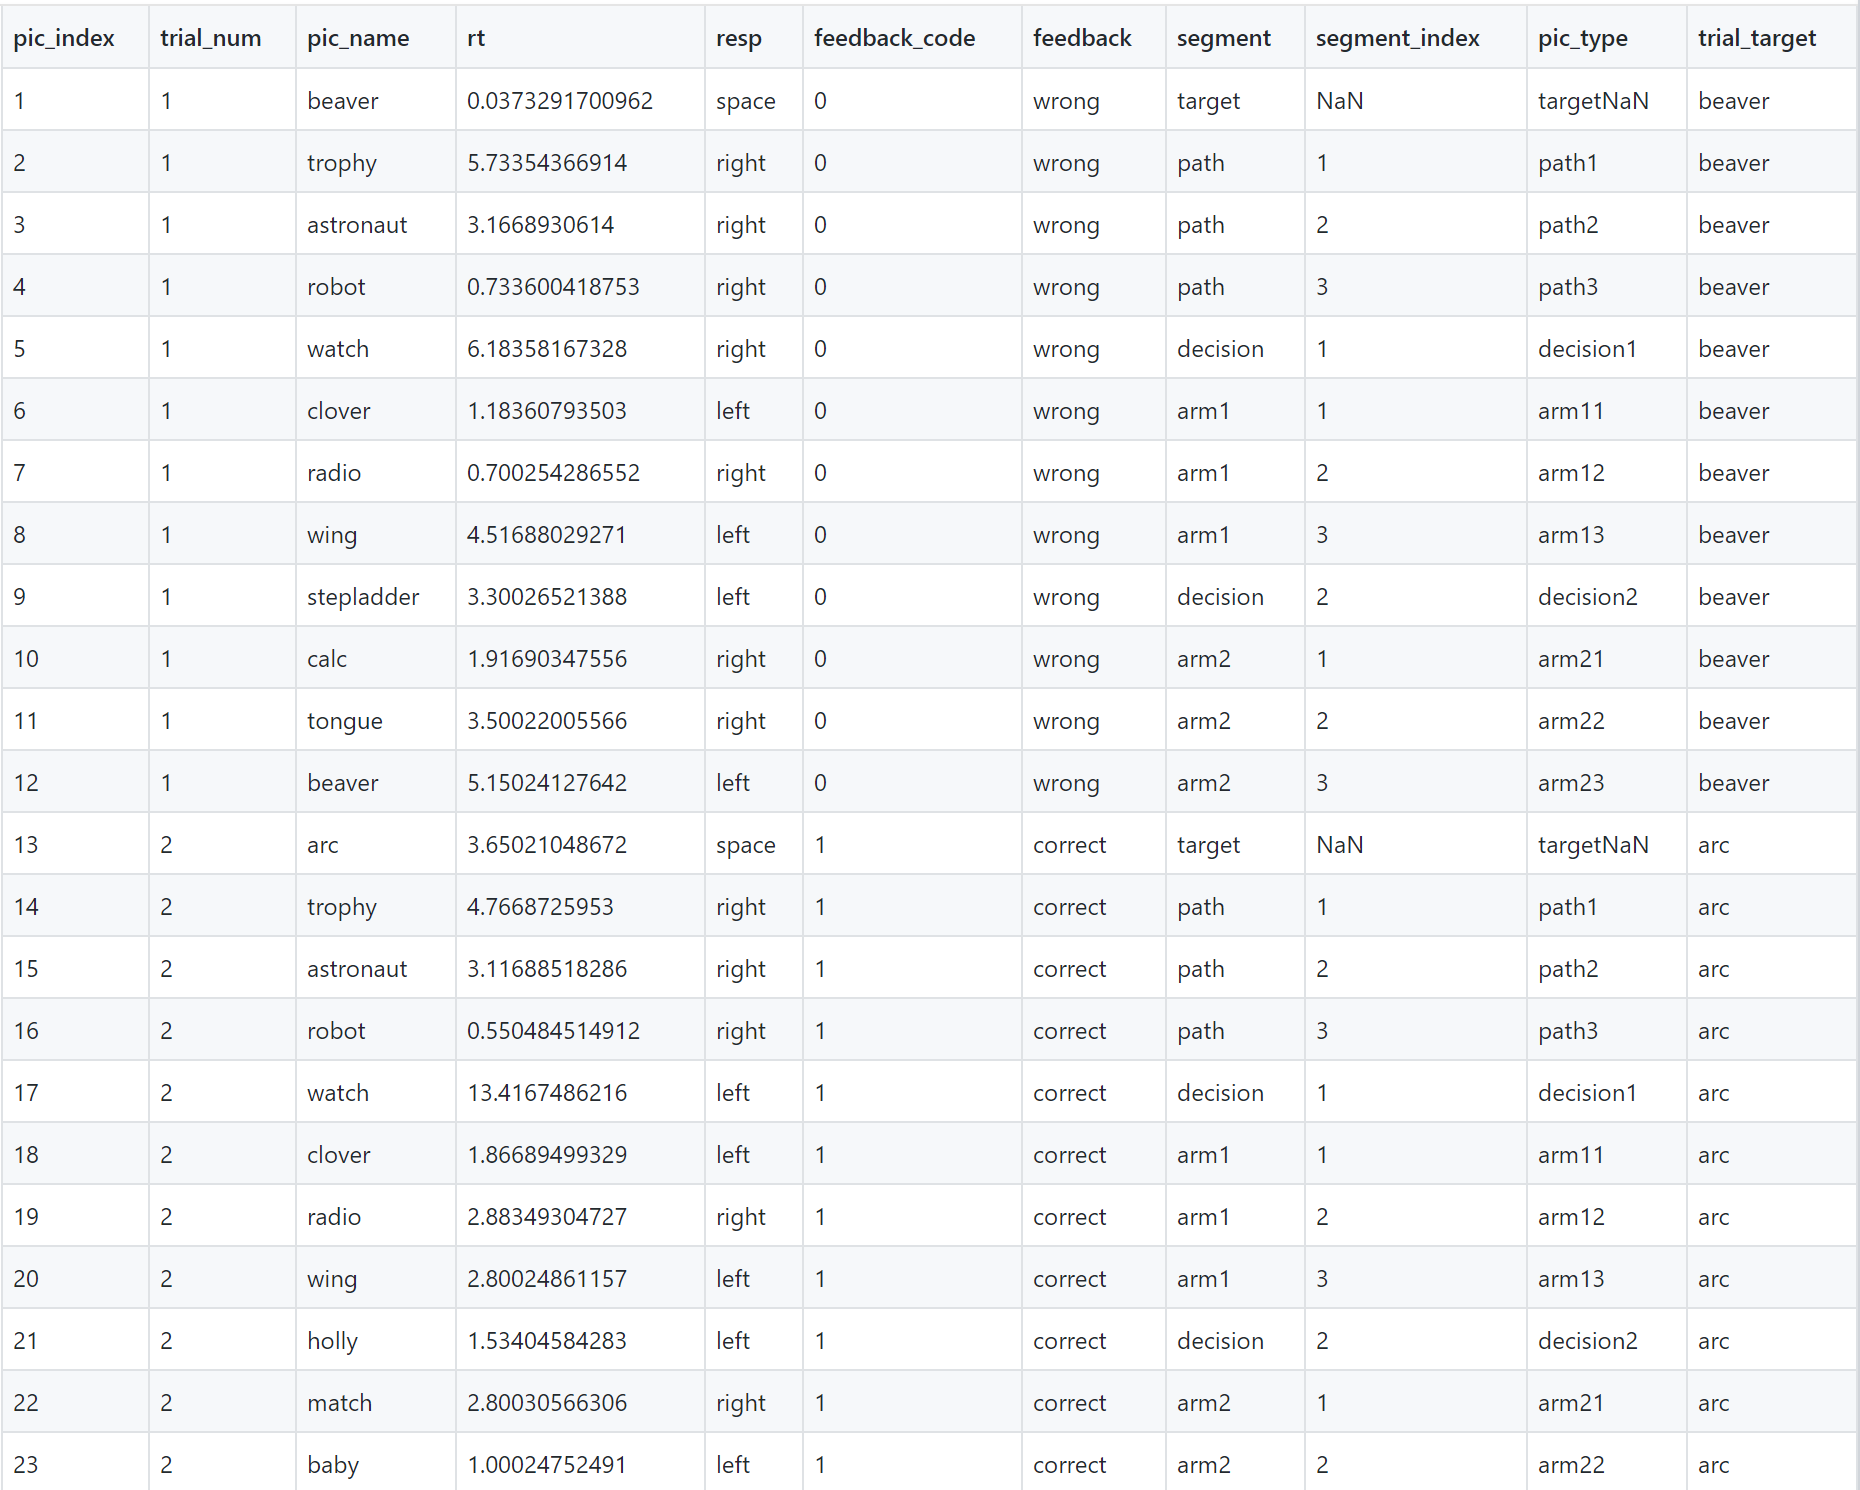 pic_index trial_num pic_name rt resp feedback_code feedback segment segment_index pic_type trial_target
1 1 beaver 0.0373291700962 space 0 wrong target NaN targetNaN beaver
2 1 trophy 5.73354366914 right 0 wrong path 1 path1 beaver
3 1 astronaut 3.1668930614 right 0 wrong path 2 path2 beaver
4 1 robot 0.733600418753 right 0 wrong path 3 path3 beaver
5 1 watch 6.18358167328 right 0 wrong decision 1 decision1 beaver
6 1 clover 1.18360793503 left 0 wrong arm1 1 arm11 beaver
7 1 radio 0.700254286552 right 0 wrong arm1 2 arm12 beaver
8 1 wing 4.51688029271 left 0 wrong arm1 3 arm13 beaver
9 1 stepladder 3.30026521388 left 0 wrong decision 2 decision2 beaver
10 1 calc 1.91690347556 right 0 wrong arm2 1 arm21 beaver
11 1 tongue 3.50022005566 right 0 wrong arm2 2 arm22 beaver
12 1 beaver 5.15024127642 left 0 wrong arm2 3 arm23 beaver
13 2 arc 3.65021048672 space 1 correct target NaN targetNaN arc
14 2 trophy 4.7668725953 right 1 correct path 1 path1 arc
15 2 astronaut 3.11688518286 right 1 correct path 2 path2 arc
16 2 robot 0.550484514912 right 1 correct path 3 path3 arc
17 2 watch 13.4167486216 left 1 correct decision 1 decision1 arc
18 2 clover 1.86689499329 left 1 correct arm1 1 arm11 arc
19 2 radio 2.88349304727 right 1 correct arm1 2 arm12 arc
20 2 wing 2.80024861157 left 1 correct arm1 3 arm13 arc
21 2 holly 1.53404584283 left 1 correct decision 2 decision2 arc
22 2 match 2.80030566306 right 1 correct arm2 1 arm21 arc
23 2 baby 1.00024752491 left 1 correct arm2 2 arm22 arc